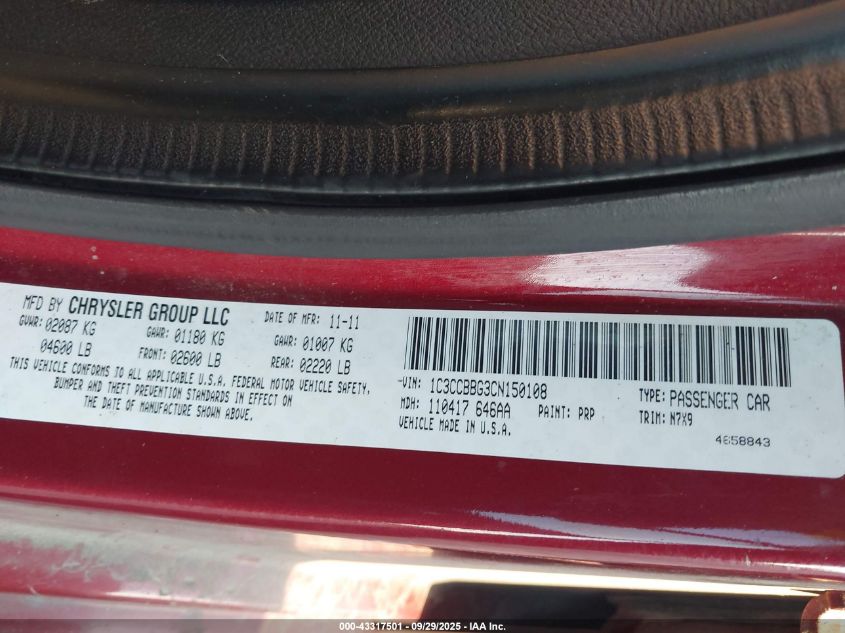 MFD BY CHRYSLER GROUP LLC
DATE OF MFR: 11-11
GVWR: 02087 KG
GAWR: 01180 KG
GAWR: 01007 KG
04600 LB
FRONT: 02600 LB
REAR: 02220 LB
THIS VEHICLE CONFORMS TO ALL APPLICABLE U.S.A. FEDERAL MOTOR VEHICLE SAFETY,
BUMPER AND THEFT PREVENTION STANDARDS IN EFFECT ON THE
DATE OF MANUFACTURE SHOWN ABOVE.
VIN: 1C3CCBBG3CN150108
TYPE: PASSENGER CAR
MDH: 110417 646AA
PAINT: PRP
TRIM: N7X9
VEHICLE MADE IN U.S.A.
4658843
000-43317501 - 09/29/2025 - IAA Inc.